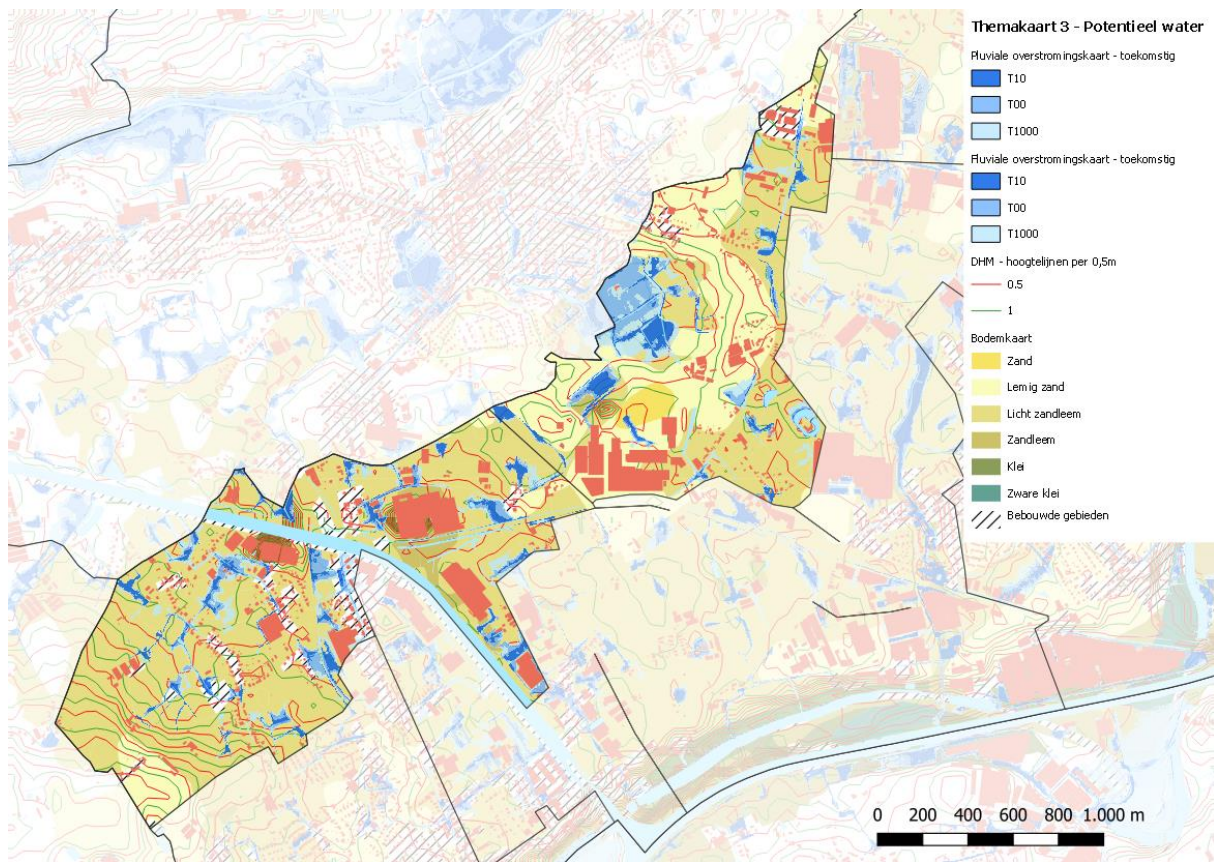 Themakaart 3 - Potentieel water
Pluviale overstromingskaart - toekomstig
T10
T00
T1000
Pluviale overstromingskaart - toekomstig
T10
T00
T1000
DHM - hoogtelijnen per 0,5m
0.5
1
Bodemkaart
Zand
Lemig zand
Licht zandleem
Zandleem
Klei
Zware klei
Bebouwde gebieden
0 200 400 600 800 1.000 m